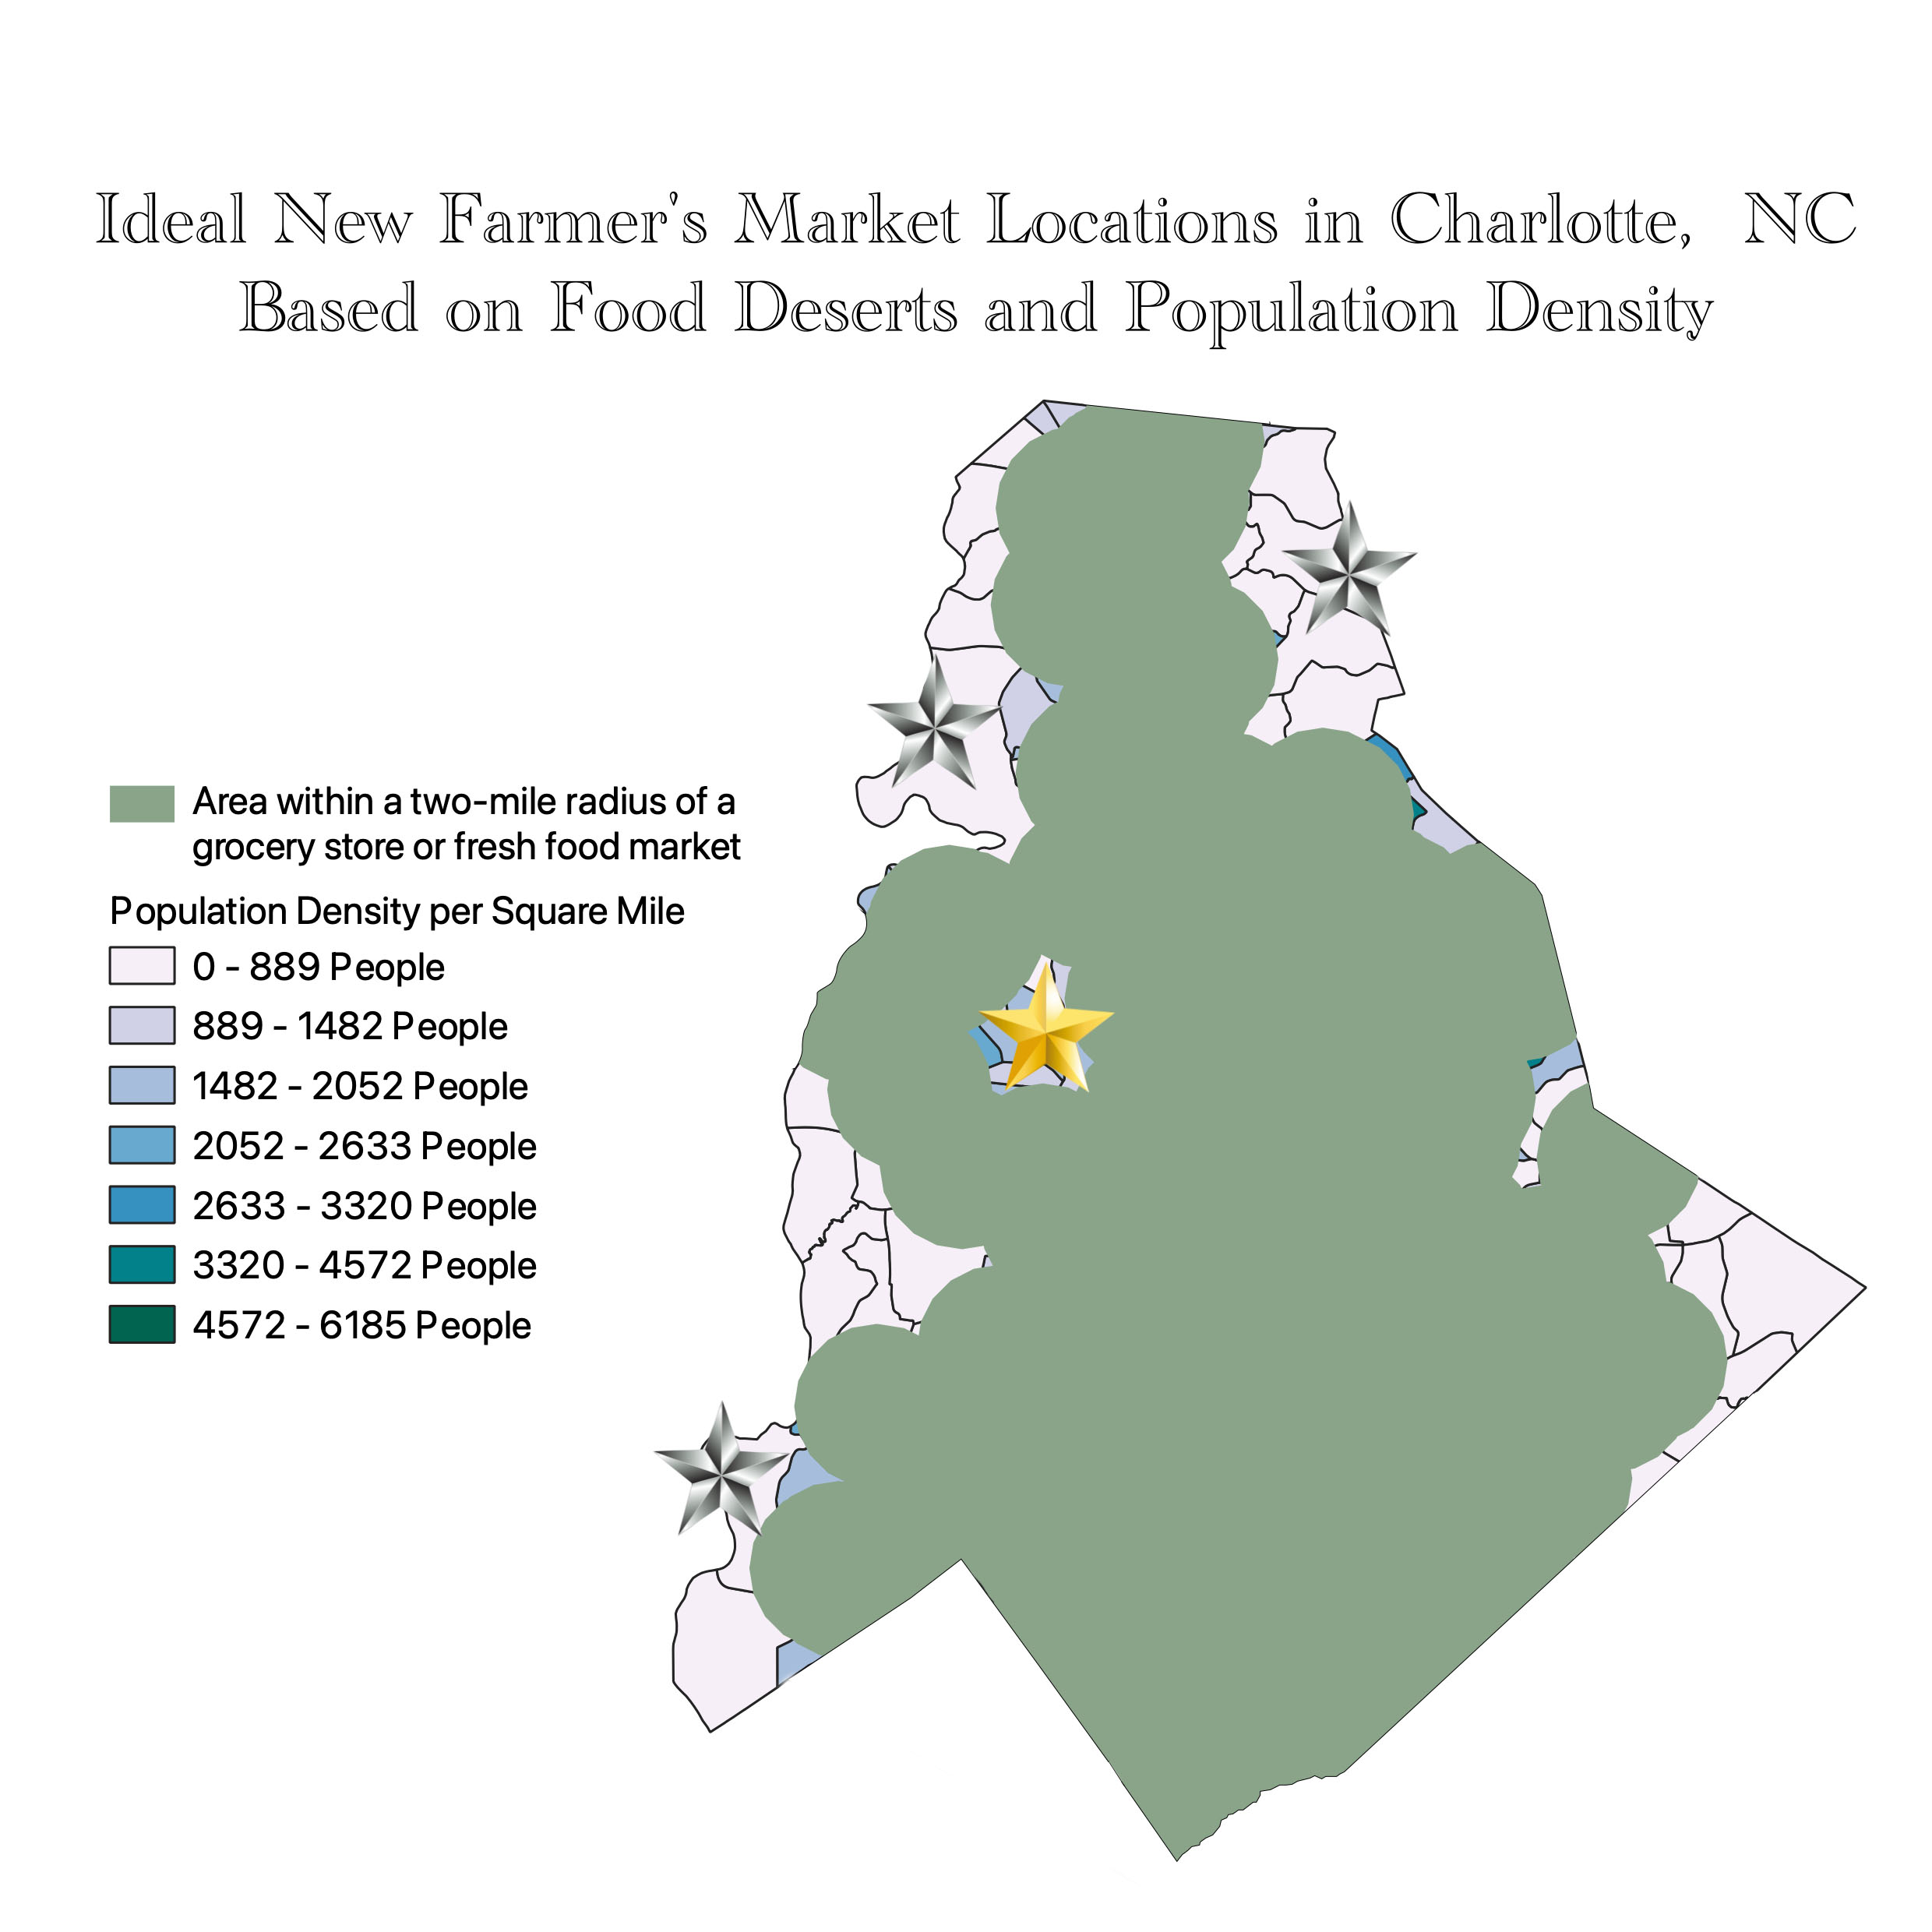 Ideal New Farmer's Market Locations in Charlotte, NC
Based on Food Deserts and Population Density
Area within a two-mile radius of a
grocery store or fresh food market
Population Density per Square Mile
0 - 889 People
889 - 1482 People
1482 - 2052 People
2052 - 2633 People
2633 - 3320 People
3320 - 4572 People
4572 - 6185 People